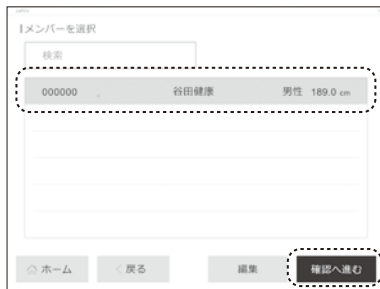 メンバーを選択
検索
000000 谷田健康 男性 189.0 cm
ホーム 戻る 編集 確認へ進む